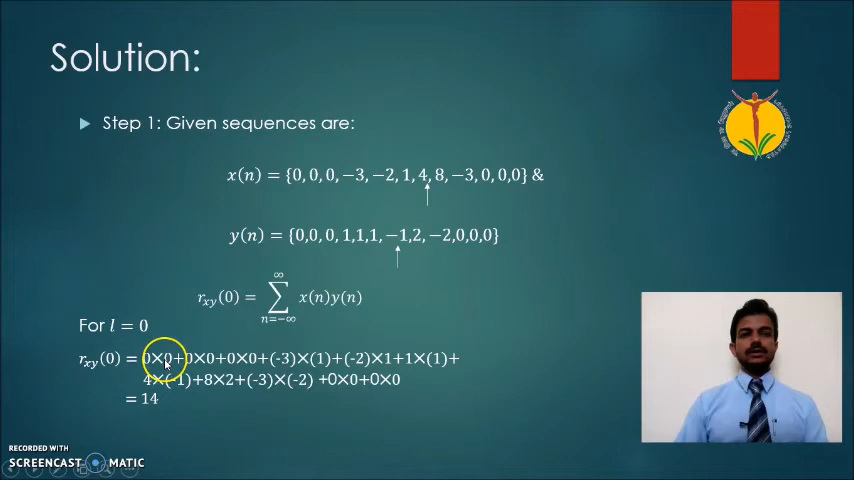 Solution:
Step 1: Given sequences are:
x(n) = {0, 0, 0, −3, −2, 1, 4, 8, −3, 0, 0,0} &
y(n) = {0,0, 0, 1,1,1, −1,2, −2,0,0,0}
r_xy(0) = ∑_{n=−∞}^{∞} x(n)y(n)
For l = 0
r_xy(0) = 0×0+0×0+0×0+(-3)×(1)+(-2)×1+1×(1)+
4×(-1)+8×2+(-3)×(-2) +0×0+0×0
= 14
RECORDED WITH
SCREENCAST MATIC